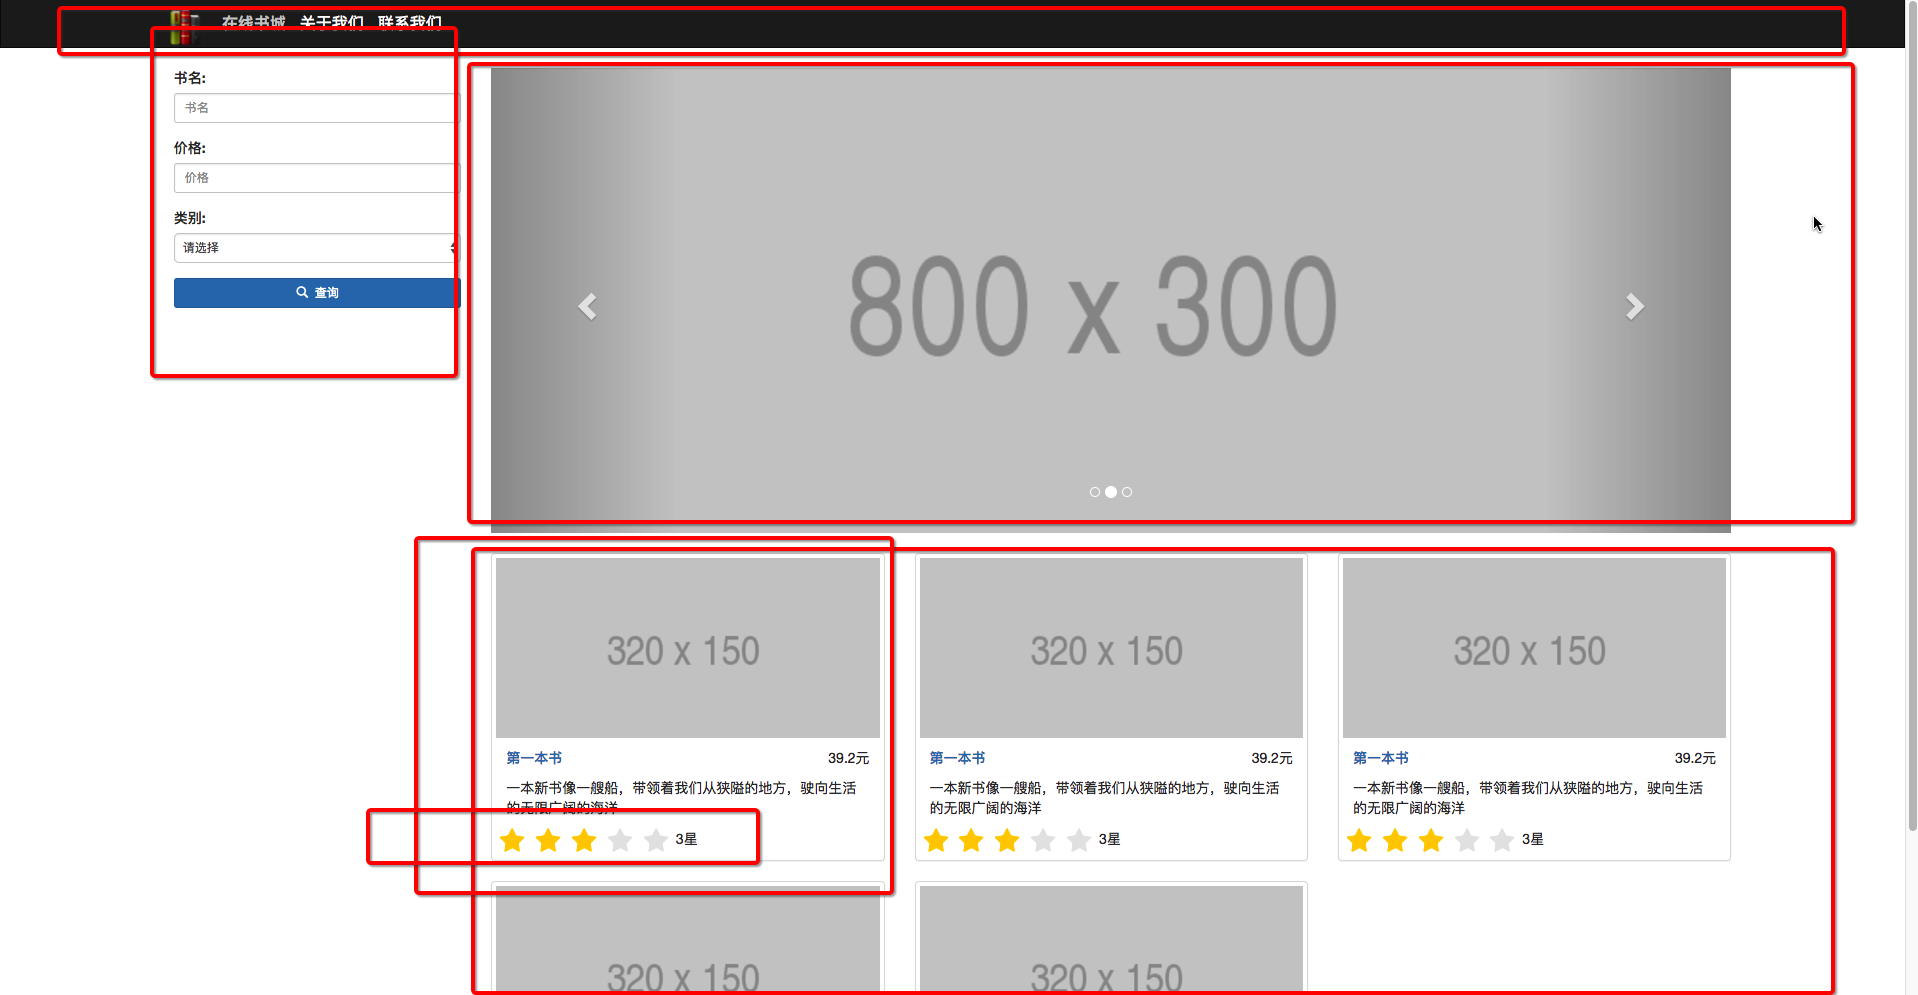 在线书城 关于我们 联系我们
书名:
书名
价格:
价格
类别:
请选择
查询
800 x 300
320 x 150
第一本书 39.2元
一本新书像一艘船，带领着我们从狭隘的地方，驶向生活
的无限广阔的海洋
3星
320 x 150
第一本书 39.2元
一本新书像一艘船，带领着我们从狭隘的地方，驶向生活
的无限广阔的海洋
3星
320 x 150
第一本书 39.2元
一本新书像一艘船，带领着我们从狭隘的地方，驶向生活
的无限广阔的海洋
3星
320 x 150
320 x 150